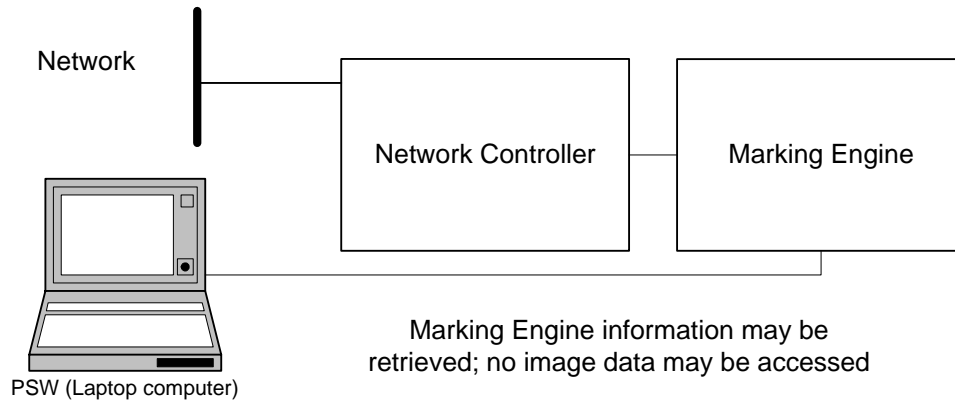 Network
Network Controller
Marking Engine
Marking Engine information may be
retrieved; no image data may be accessed
PSW (Laptop computer)